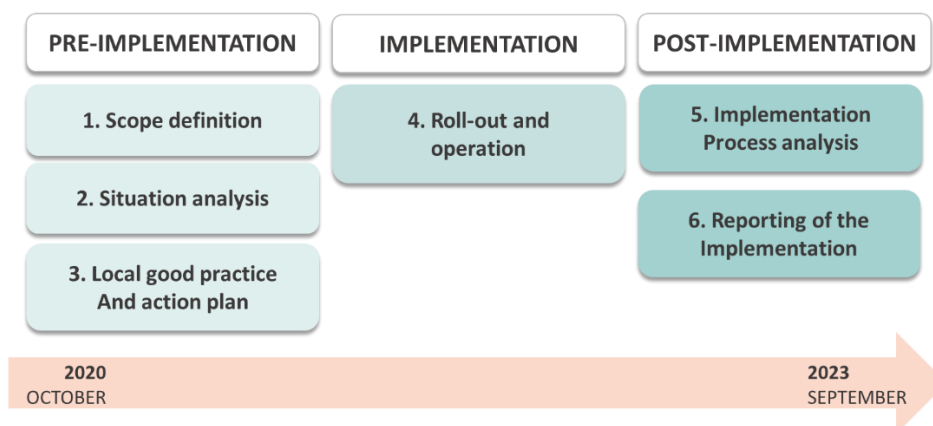 PRE-IMPLEMENTATION
1. Scope definition
2. Situation analysis
3. Local good practice
And action plan
IMPLEMENTATION
4. Roll-out and
operation
POST-IMPLEMENTATION
5. Implementation
Process analysis
6. Reporting of the
Implementation
2020
OCTOBER
2023
SEPTEMBER